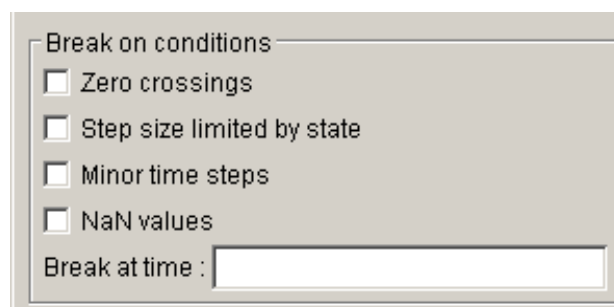 Break on conditions
Zero crossings
Step size limited by state
Minor time steps
NaN values
Break at time :